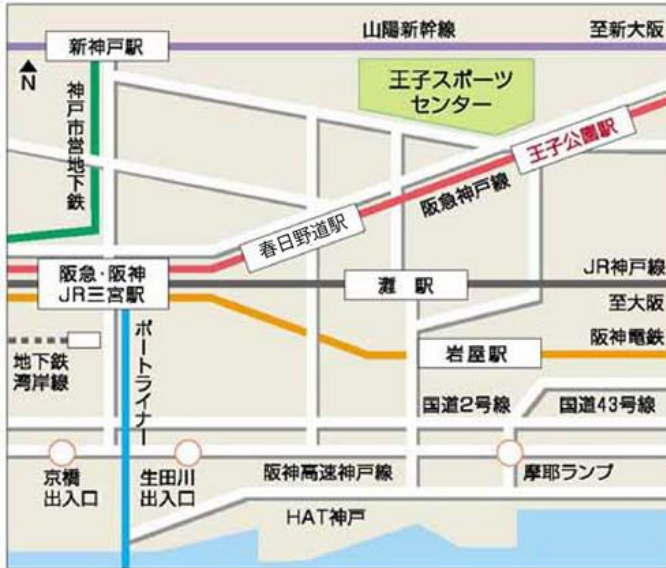 山陽新幹線
至新大阪
新神戸駅
N
神戸市営地下鉄
王子スポーツ
センター
王子公園駅
阪急神戸線
春日野道駅
阪急・阪神
JR三宮駅
灘 駅
JR神戸線
至大阪
阪神電鉄
岩屋駅
地下鉄
湾岸線
ポートライナー
国道2号線
国道43号線
京橋
出入口
生田川
出入口
阪神高速神戸線
摩耶ランプ
HAT神戸